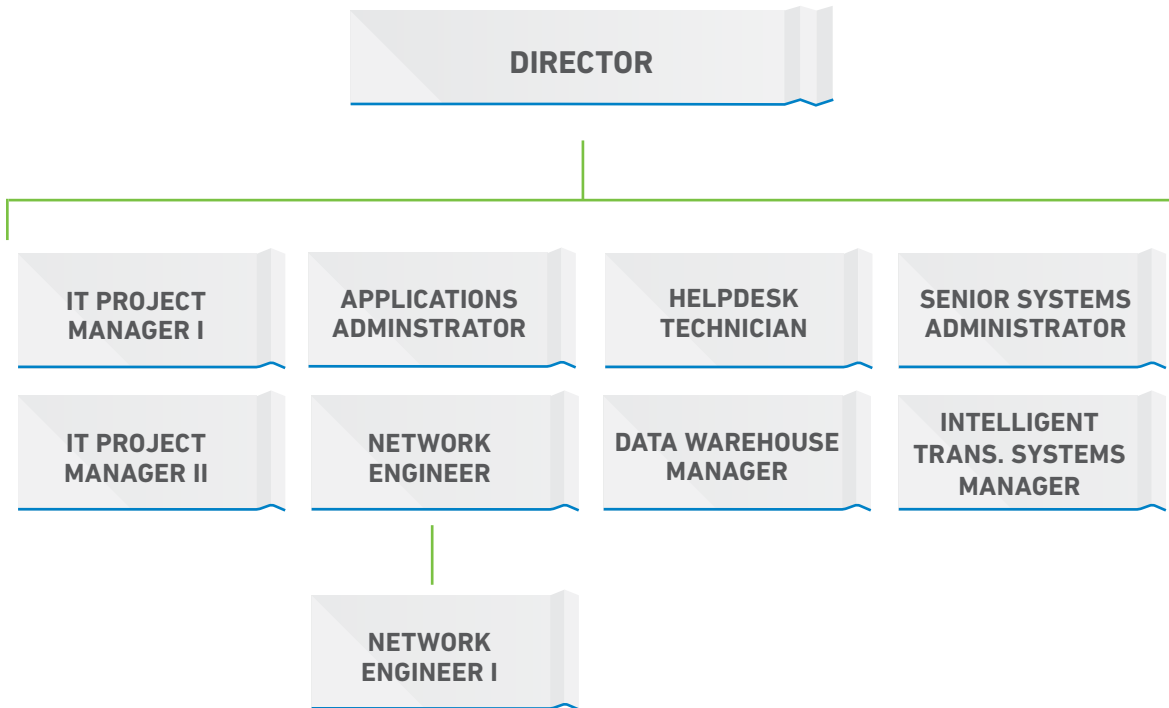 DIRECTOR
IT PROJECT
MANAGER I
APPLICATIONS
ADMINSTRATOR
HELPDESK
TECHNICIAN
SENIOR SYSTEMS
ADMINISTRATOR
IT PROJECT
MANAGER II
NETWORK
ENGINEER
DATA WAREHOUSE
MANAGER
INTELLIGENT
TRANS. SYSTEMS
MANAGER
NETWORK
ENGINEER I